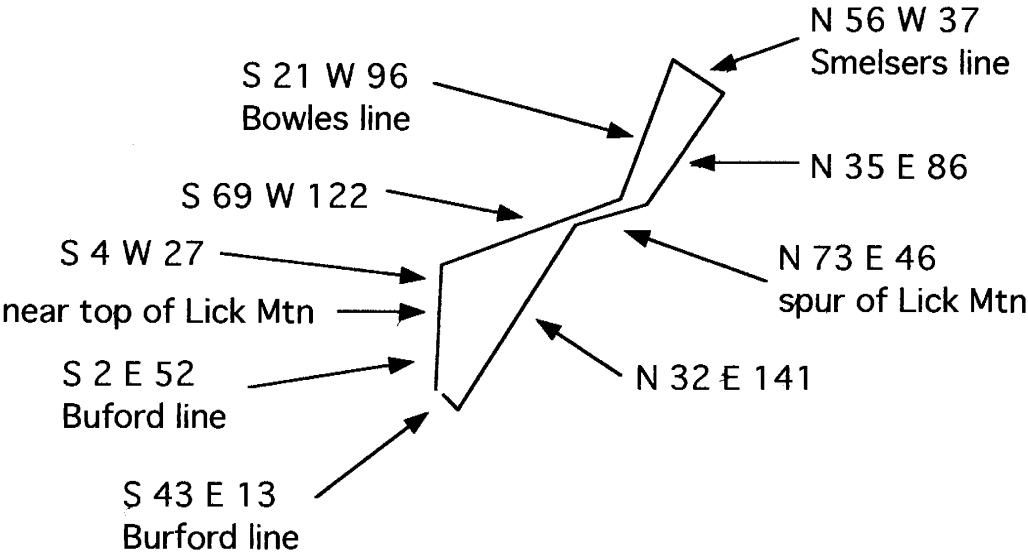 N 56 W 37
Smelsers line
S 21 W 96
Bowles line
N 35 E 86
S 69 W 122
S 4 W 27
N 73 E 46
spur of Lick Mtn
near top of Lick Mtn
S 2 E 52
Buford line
N 32 E 141
S 43 E 13
Burford line